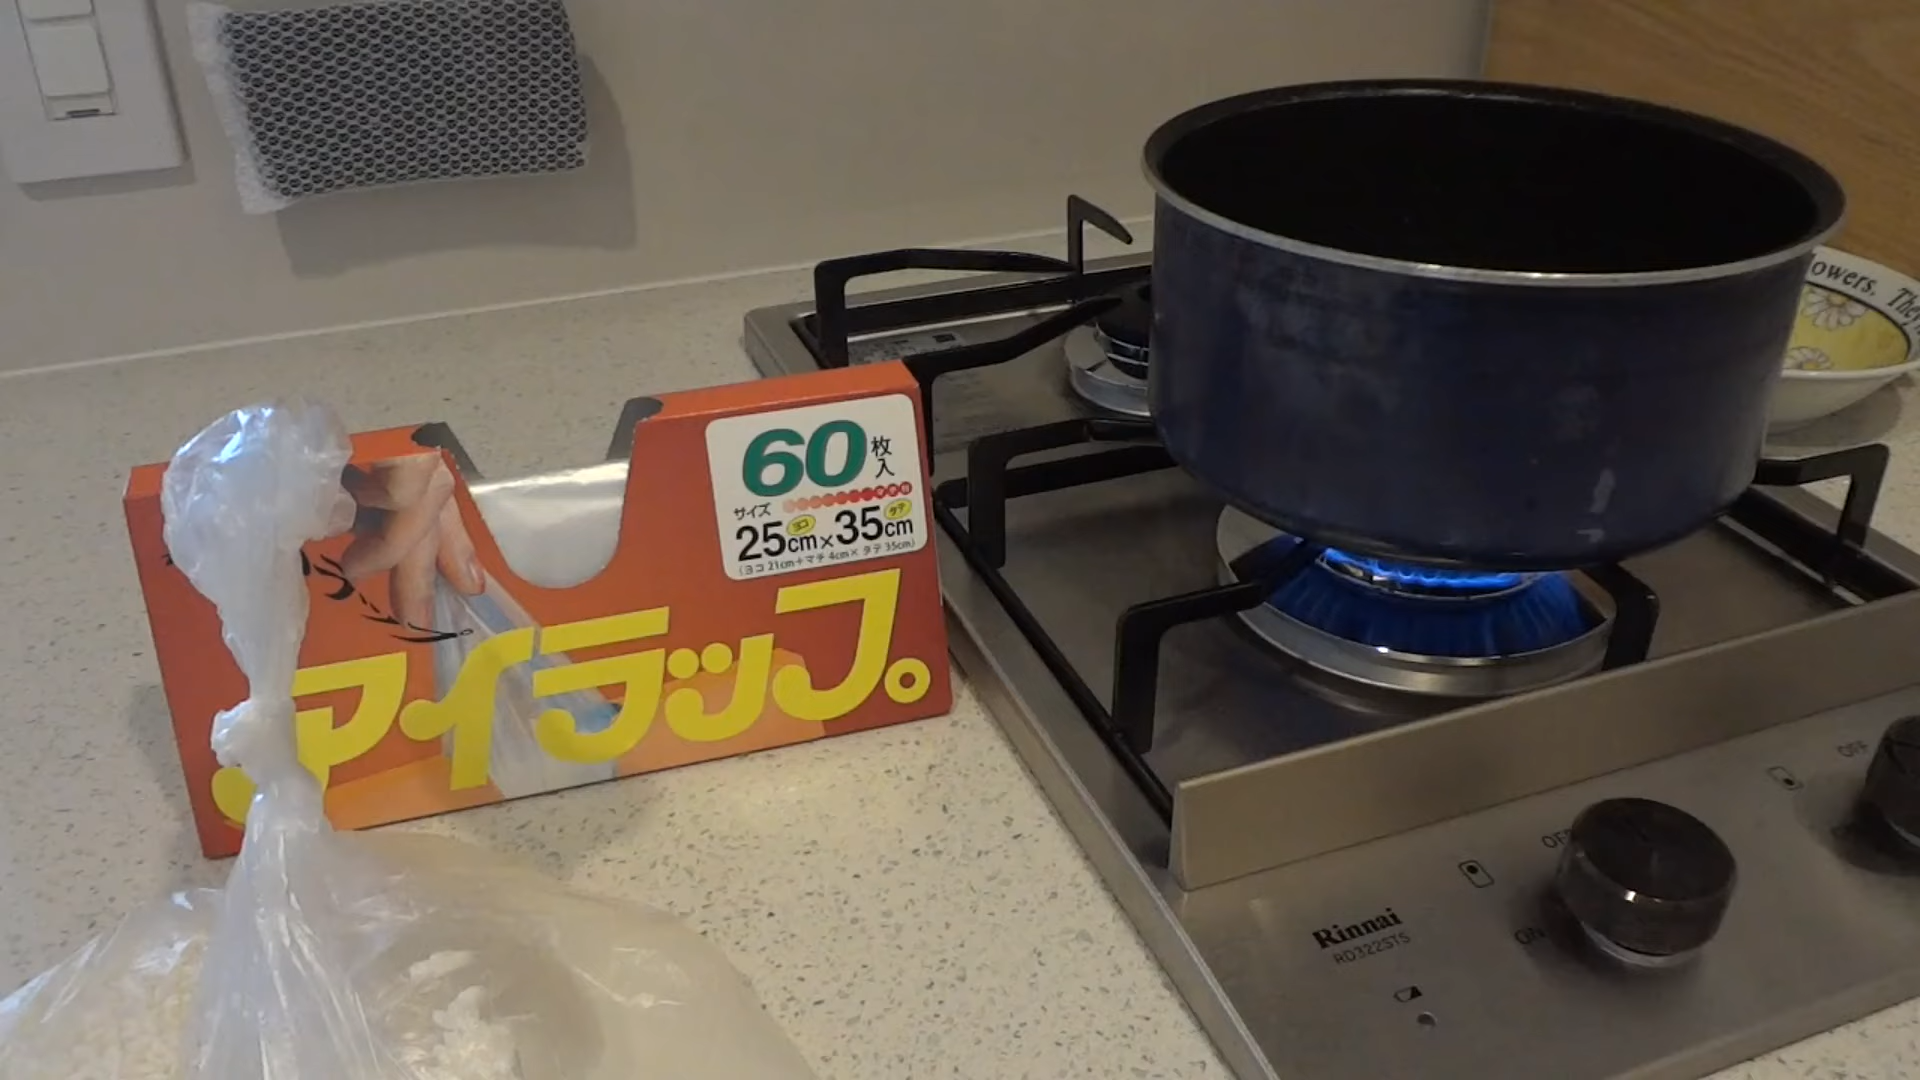 60枚入
サイズ
25cm×35cm
ヨコ
タテ
(ヨコ21cm+マチ4cm×タテ35cm)
アイラップ。
owers. They
OFF
OFF
ON
Rinnai
RD322STS